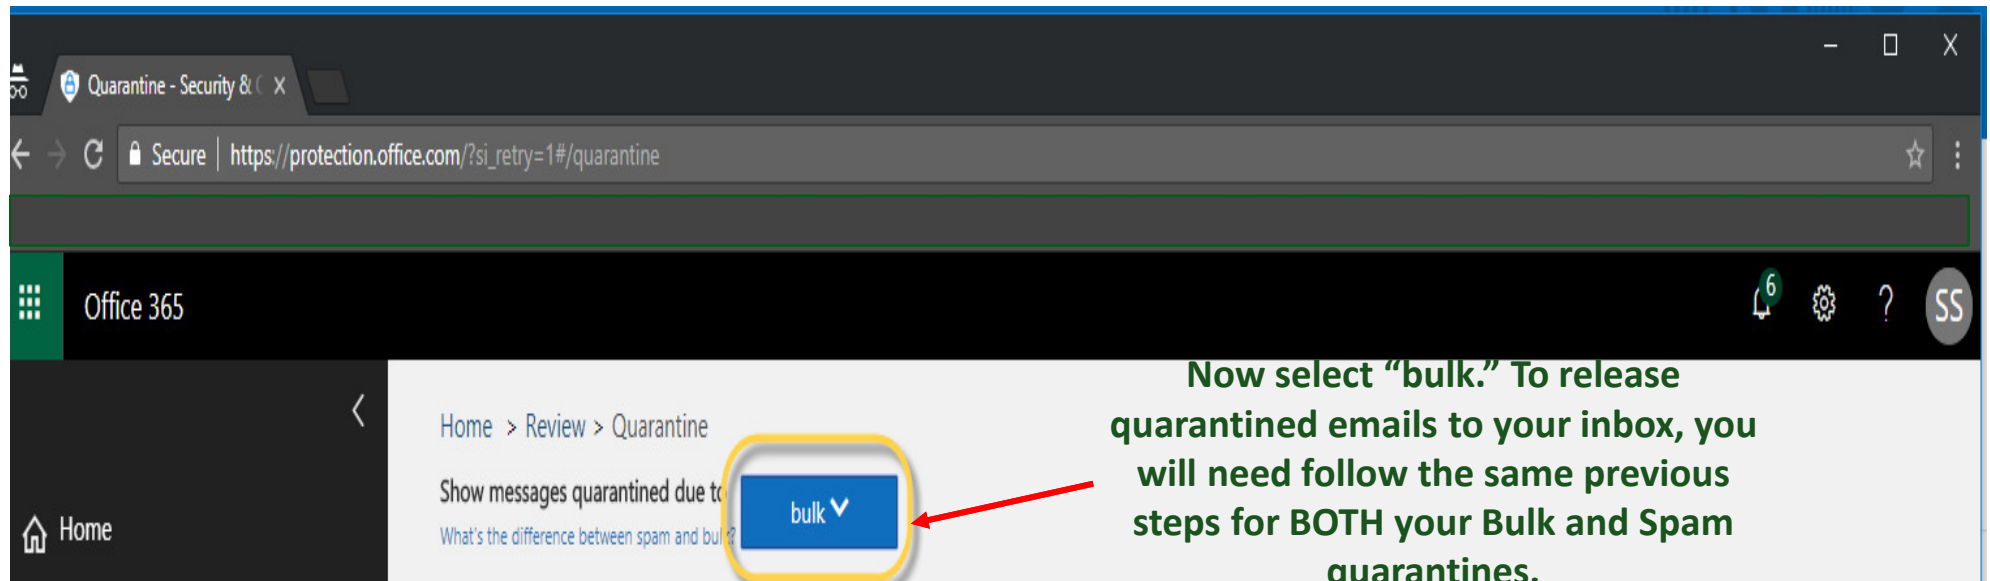 Quarantine - Security & C
Secure | https://protection.office.com/?si_retry=1#/quarantine
Office 365
6
?
SS
Home > Review > Quarantine
Show messages quarantined due to
What's the difference between spam and bulk?
bulk
Home
Now select “bulk.” To release
quarantined emails to your inbox, you
will need follow the same previous
steps for BOTH your Bulk and Spam
quarantines.